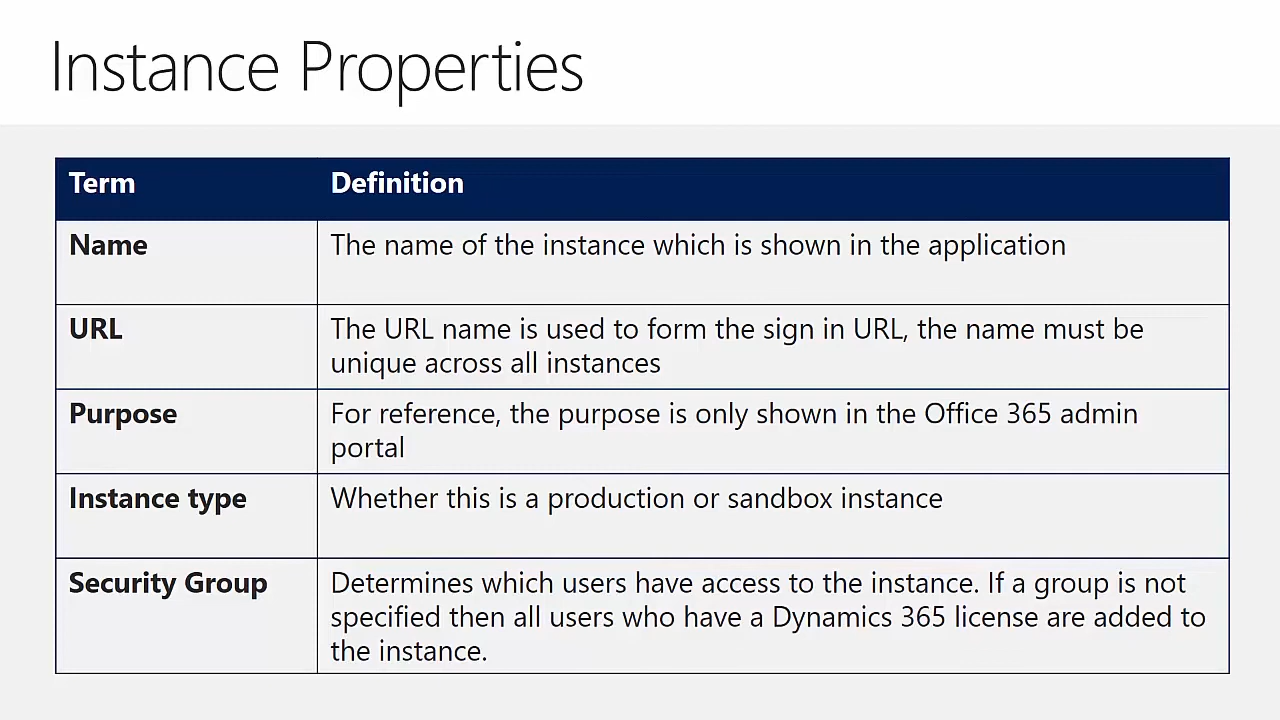 Instance Properties
Term Definition
Name The name of the instance which is shown in the application
URL The URL name is used to form the sign in URL, the name must be
unique across all instances
Purpose For reference, the purpose is only shown in the Office 365 admin
portal
Instance type Whether this is a production or sandbox instance
Security Group Determines which users have access to the instance. If a group is not
specified then all users who have a Dynamics 365 license are added to
the instance.